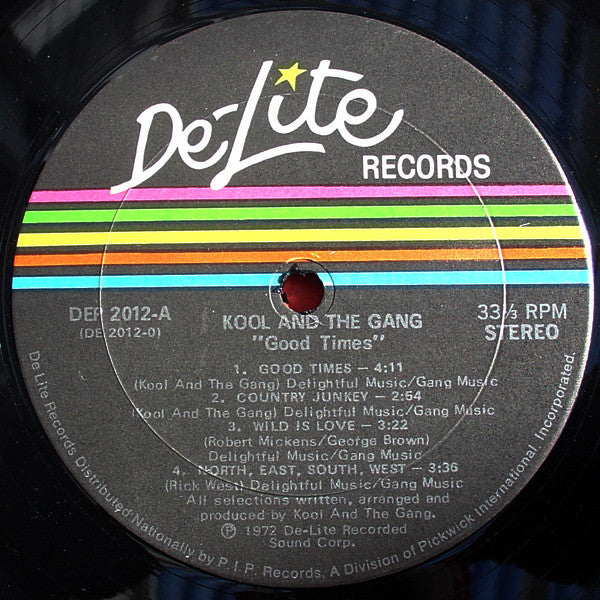 De-Lite
RECORDS
DEP 2012-A
(DE 2012-0)
33⅓ RPM
STEREO
KOOL AND THE GANG
"Good Times"
1. GOOD TIMES – 4:11
(Kool And The Gang) Delightful Music/Gang Music
2. COUNTRY JUNKEY – 2:54
(Kool And The Gang) Delightful Music/Gang Music
3. WILD IS LOVE – 3:22
(Robert Mickens/George Brown)
Delightful Music/Gang Music
4. NORTH, EAST, SOUTH, WEST – 3:36
(Rick West) Delightful Music/Gang Music
All selections written, arranged and
produced by Kool And The Gang.
℗ 1972 De-Lite Recorded
Sound Corp.
De Lite Records Distributed Nationally by P.I.P. Records. A Division of Pickwick International Incorporated.